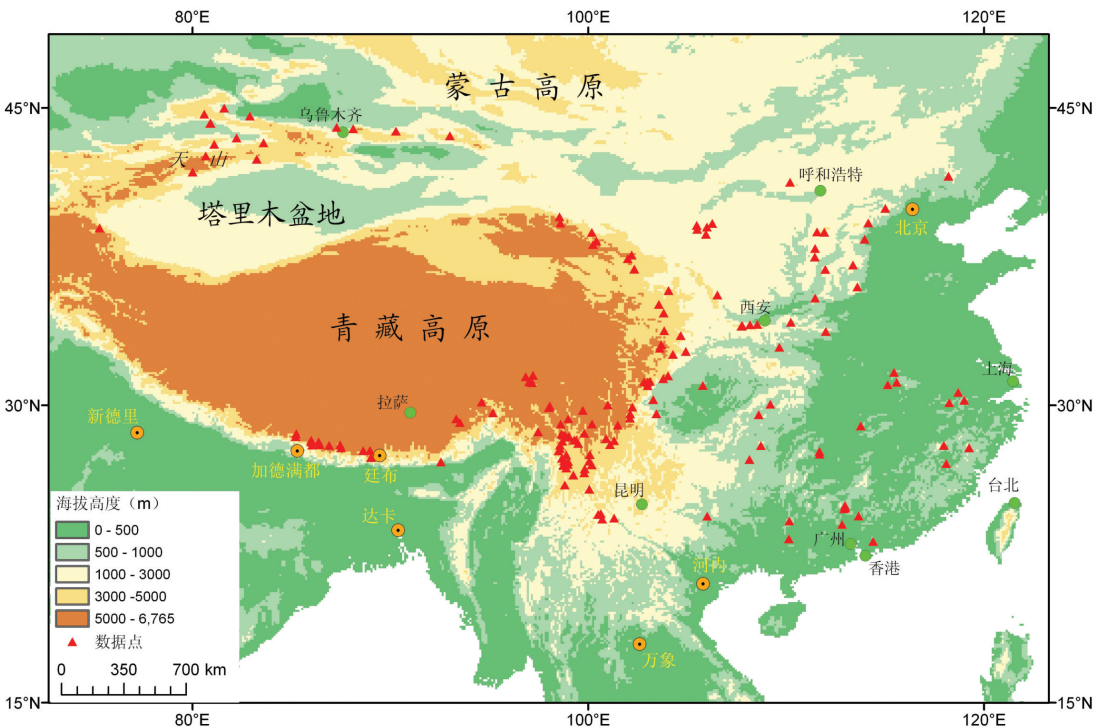 80°E 100°E 120°E
蒙古高原
45°N 45°N
乌鲁木齐
天山
呼和浩特
塔里木盆地
北京
西安
青藏高原
上海
拉萨
30°N 30°N
新德里
加德满都 廷布
昆明
台北
海拔高度（m）
达卡
0 - 500
广州
500 - 1000
香港
河内
1000 - 3000
3000 -5000
5000 - 6,765
数据点
万象
0 350 700 km
15°N 15°N
80°E 100°E 120°E